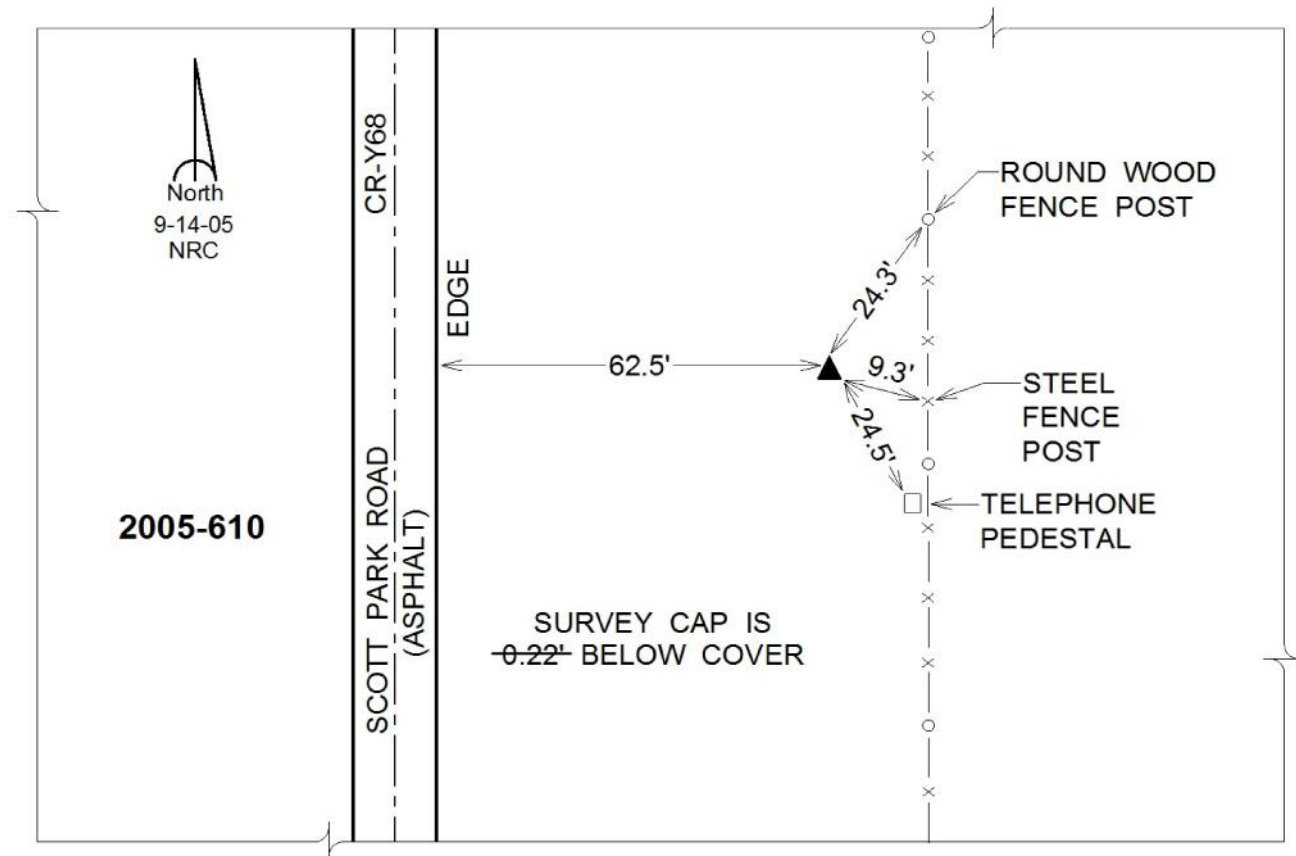 North
9-14-05
NRC
CR-Y68
SCOTT PARK ROAD
(ASPHALT)
EDGE
2005-610
62.5'
24.3'
9.3'
24.5'
ROUND WOOD
FENCE POST
STEEL
FENCE
POST
TELEPHONE
PEDESTAL
SURVEY CAP IS
0.22' BELOW COVER